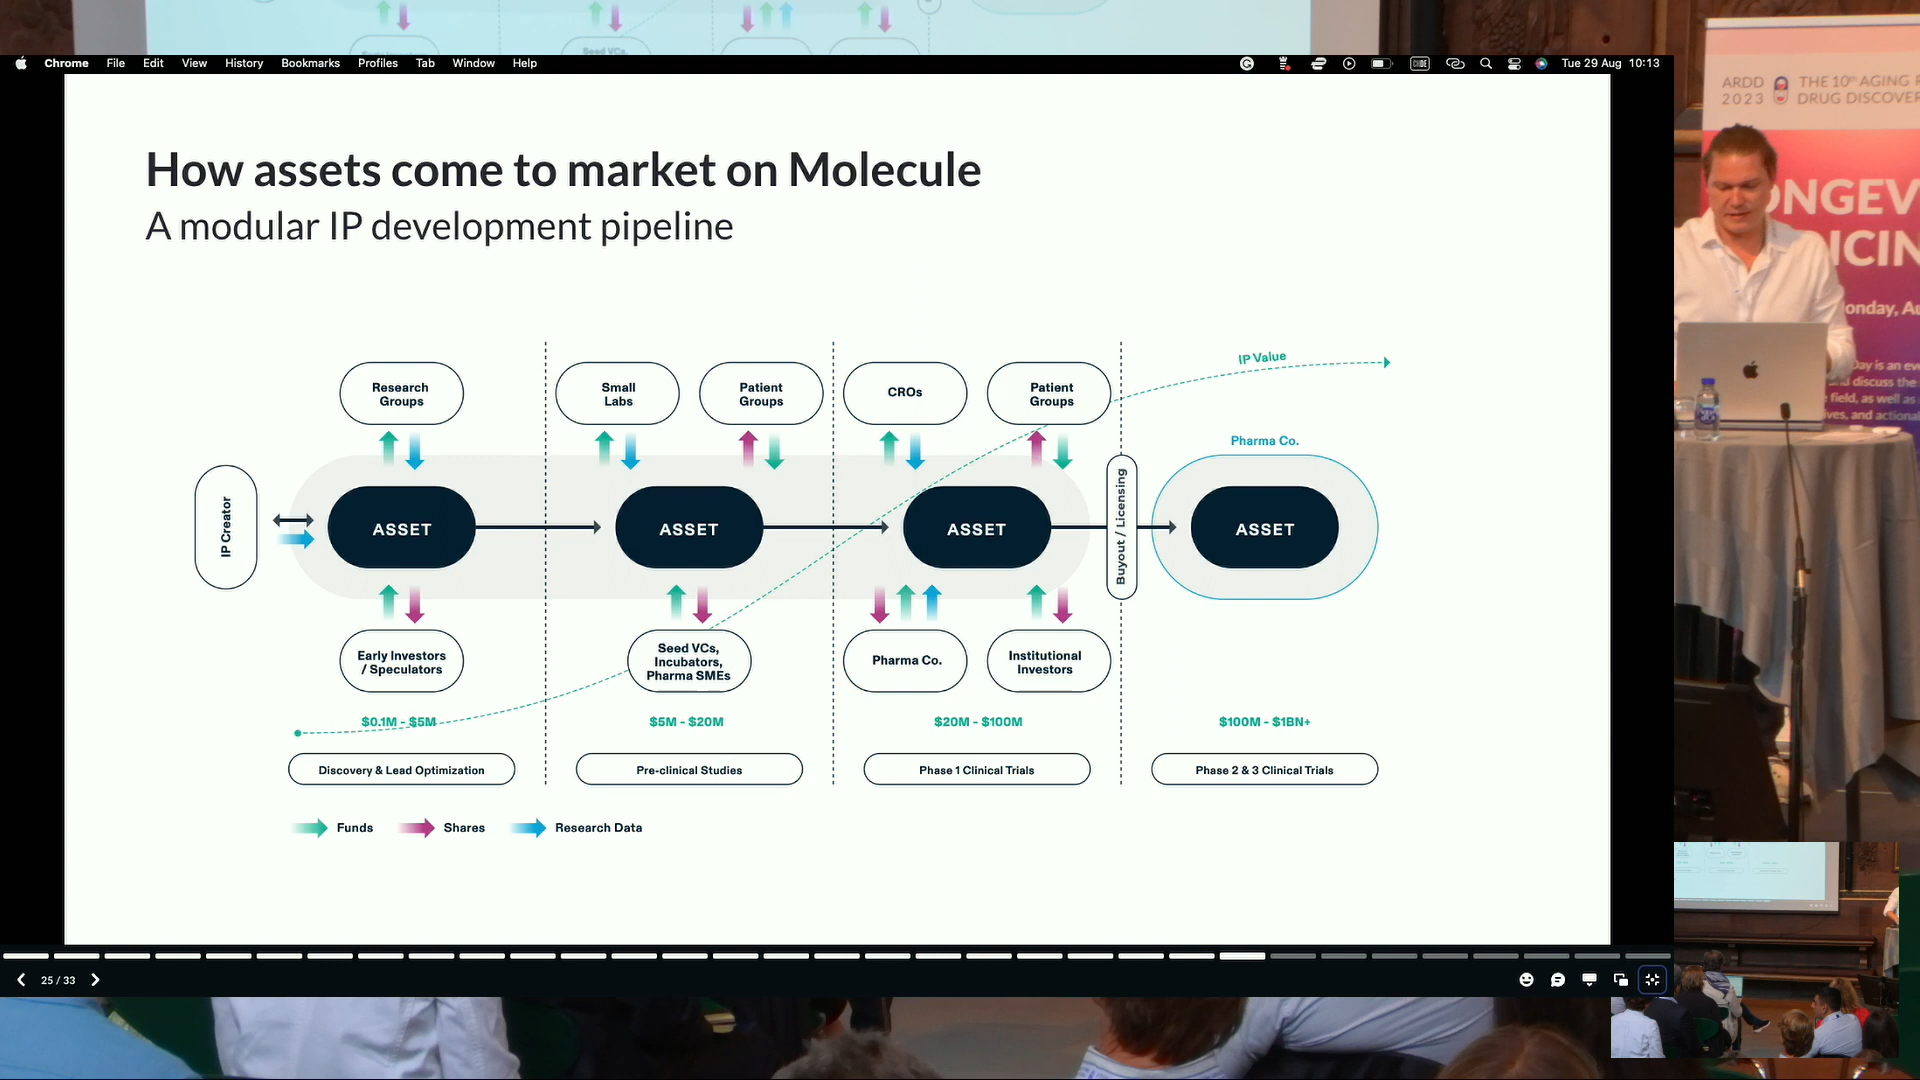 Chrome File Edit View History Bookmarks Profiles Tab Window Help
Tue 29 Aug 10:13
How assets come to market on Molecule
A modular IP development pipeline
Research
Groups
Small
Labs
Patient
Groups
CROs
Patient
Groups
IP Value
Pharma Co.
IP Creator
ASSET
ASSET
ASSET
Buyout / Licensing
ASSET
Early Investors
/ Speculators
Seed VCs,
Incubators,
Pharma SMEs
Pharma Co.
Institutional
Investors
$0.1M - $5M
$5M - $20M
$20M - $100M
$100M - $1BN+
Discovery & Lead Optimization
Pre-clinical Studies
Phase 1 Clinical Trials
Phase 2 & 3 Clinical Trials
Funds
Shares
Research Data
25 / 33
ARDD
2023
THE 10th AGING
DRUG